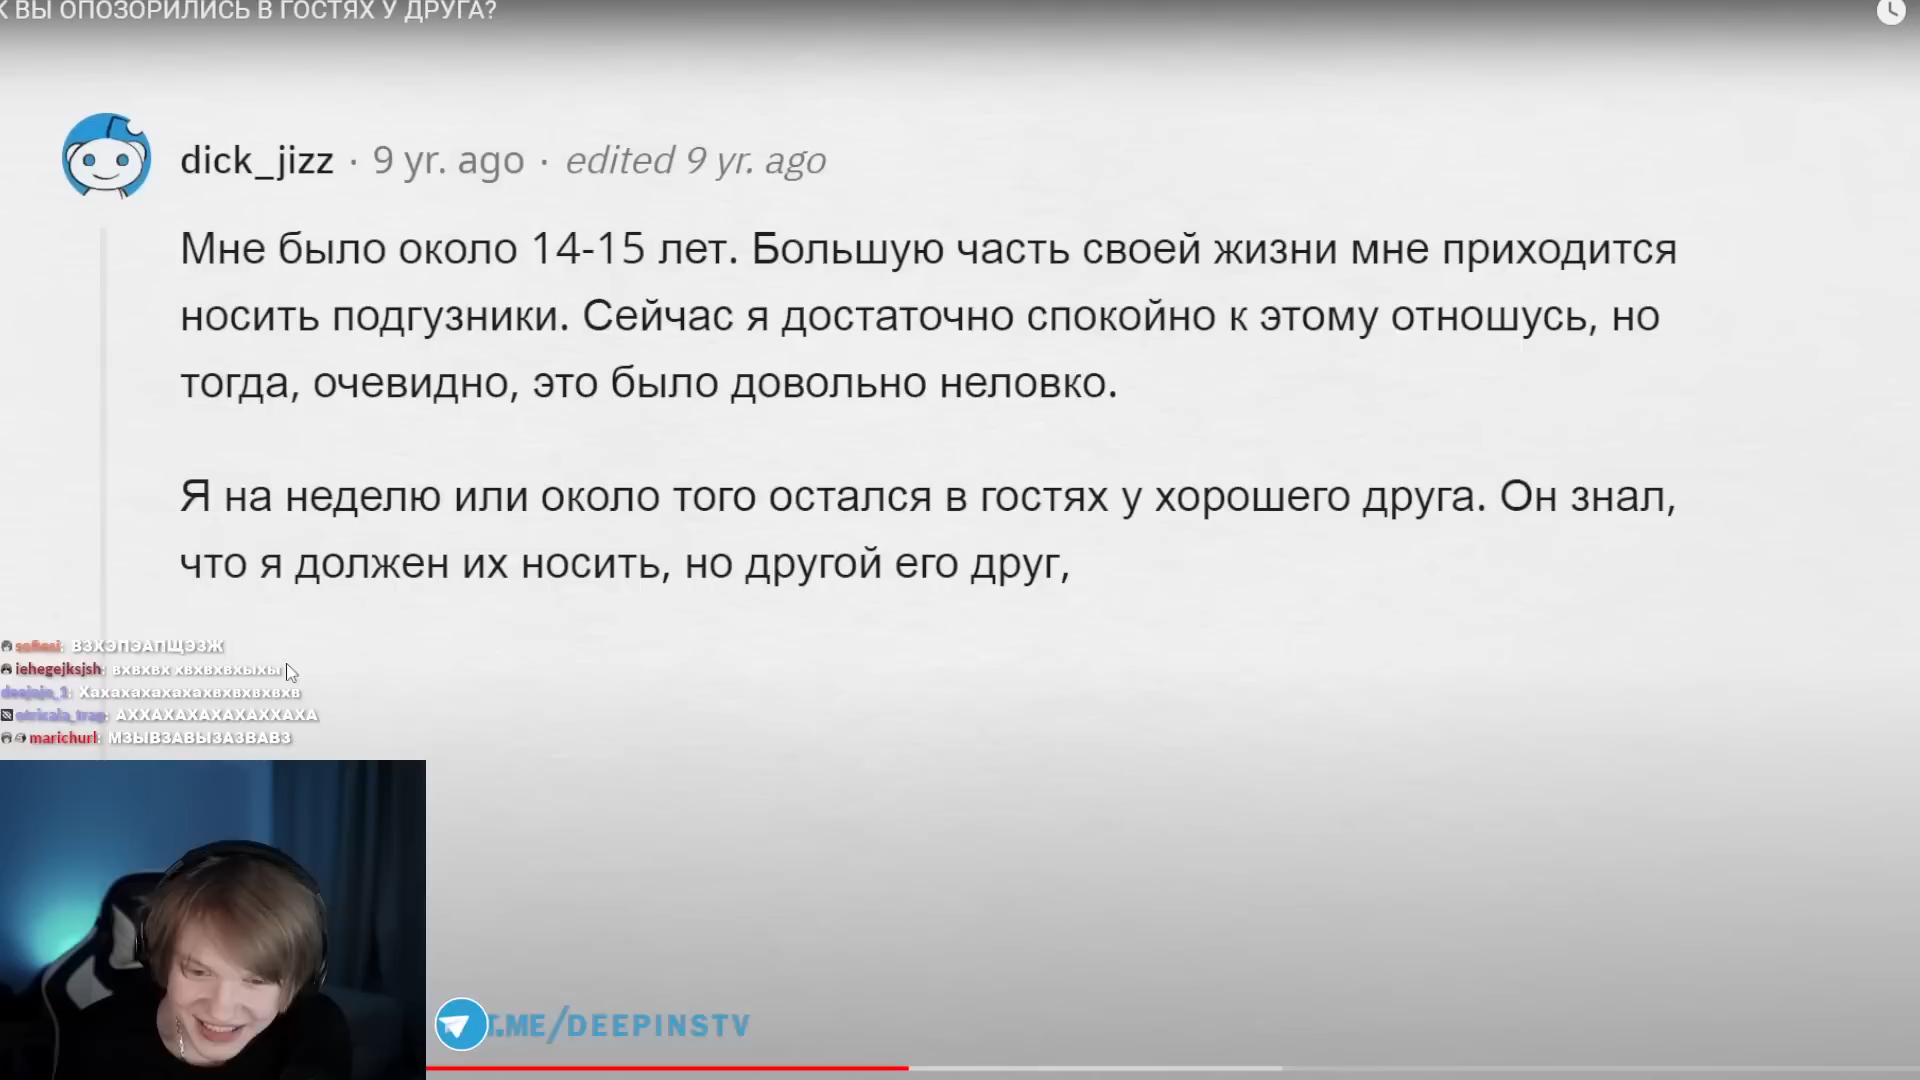 К ВЫ ОПОЗОРИЛИСЬ В ГОСТЯХ У ДРУГА?
dick_jizz · 9 yr. ago · edited 9 yr. ago
Мне было около 14-15 лет. Большую часть своей жизни мне приходится
носить подгузники. Сейчас я достаточно спокойно к этому отношусь, но
тогда, очевидно, это было довольно неловко.
Я на неделю или около того остался в гостях у хорошего друга. Он знал,
что я должен их носить, но другой его друг,
ВЗХЭПЭАПЩЭЗЖ
iehegejksjsh: вхвхвх хвхвхвхыхы
Хахахахахахахвхвхвхвхв
АХХАХАХАХАХАХХАХА
marichurl: МЗЫВЗАВЫЗАЗВАВЗ
T.ME/DEEPINSTV